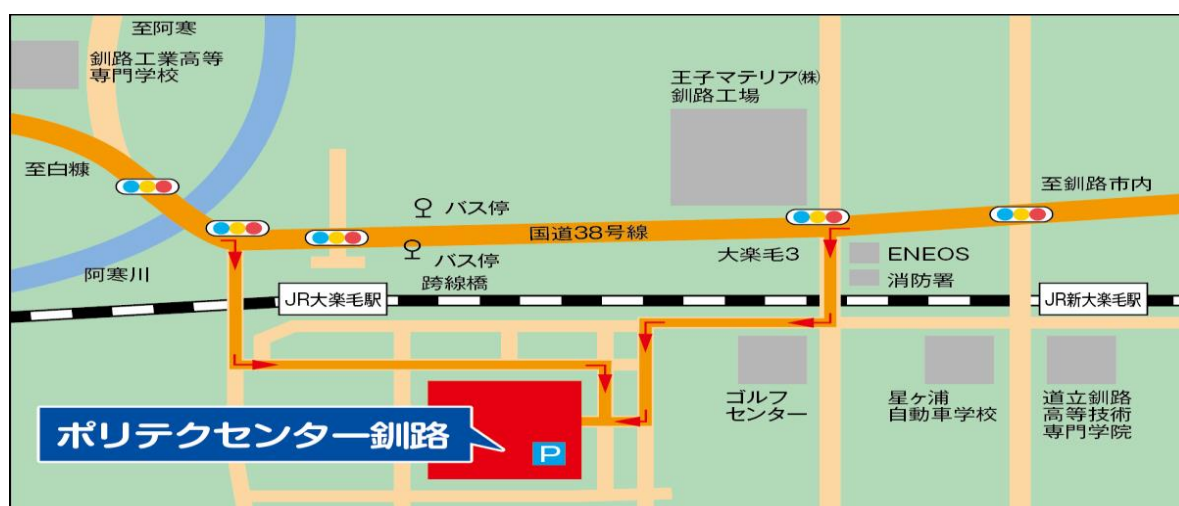 至阿寒
釧路工業高等
専門学校
王子マテリア㈱
釧路工場
至白糠
至釧路市内
バス停
国道38号線
大楽毛3
ENEOS
阿寒川
バス停
消防署
跨線橋
JR大楽毛駅
JR新大楽毛駅
ゴルフ
センター
星ヶ浦
自動車学校
道立釧路
高等技術
専門学院
ポリテクセンター釧路
P